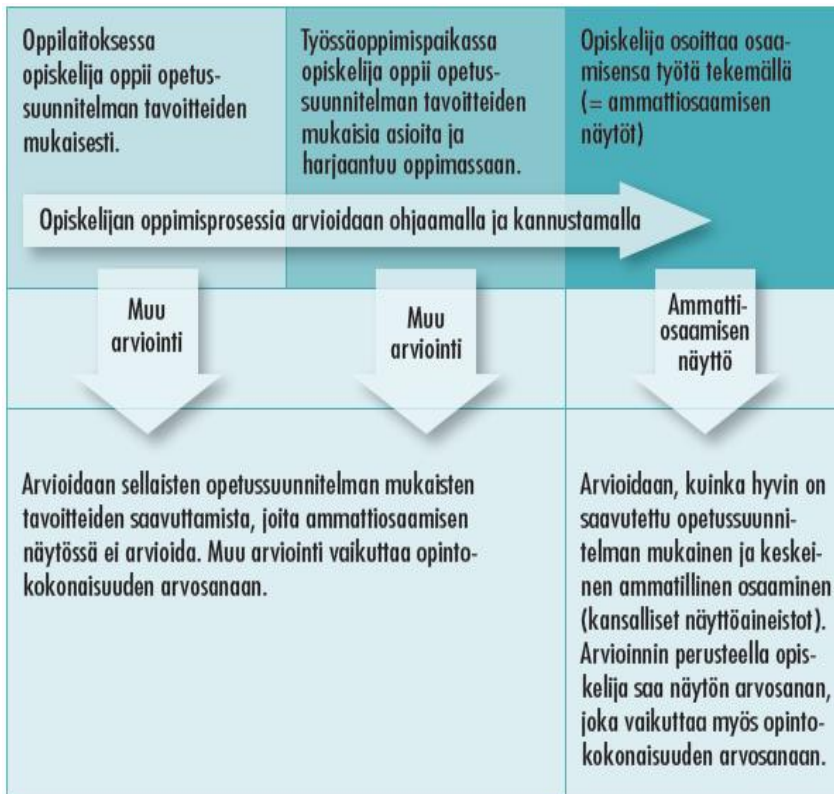 Oppilaitoksessa
opiskelija oppii opetus-
suunnitelman tavoitteiden
mukaisesti.
Työssäoppimispaikassa
opiskelija oppii opetus-
suunnitelman tavoitteiden
mukaisia asioita ja
harjaantuu oppimassaan.
Opiskelija osoittaa osaa-
misensa työtä tekemällä
(= ammattiosaamisen
näytöt)
Opiskelijan oppimisprosessia arvioidaan ohjaamalla ja kannustamalla
Muu
arviointi
Muu
arviointi
Ammatti-
osaamisen
näyttö
Arvioidaan sellaisten opetussuunnitelman mukaisten
tavoitteiden saavuttamista, joita ammattiosaamisen
näytössä ei arvioida. Muu arviointi vaikuttaa opinto-
kokonaisuuden arvosanaan.
Arvioidaan, kuinka hyvin on
saavutettu opetussuunni-
telman mukainen ja keskei-
nen ammatillinen osaaminen
(kansalliset näyttöaineistot).
Arvioinnin perusteella opis-
kelija saa näytön arvosanan,
joka vaikuttaa myös opinto-
kokonaisuuden arvosanaan.